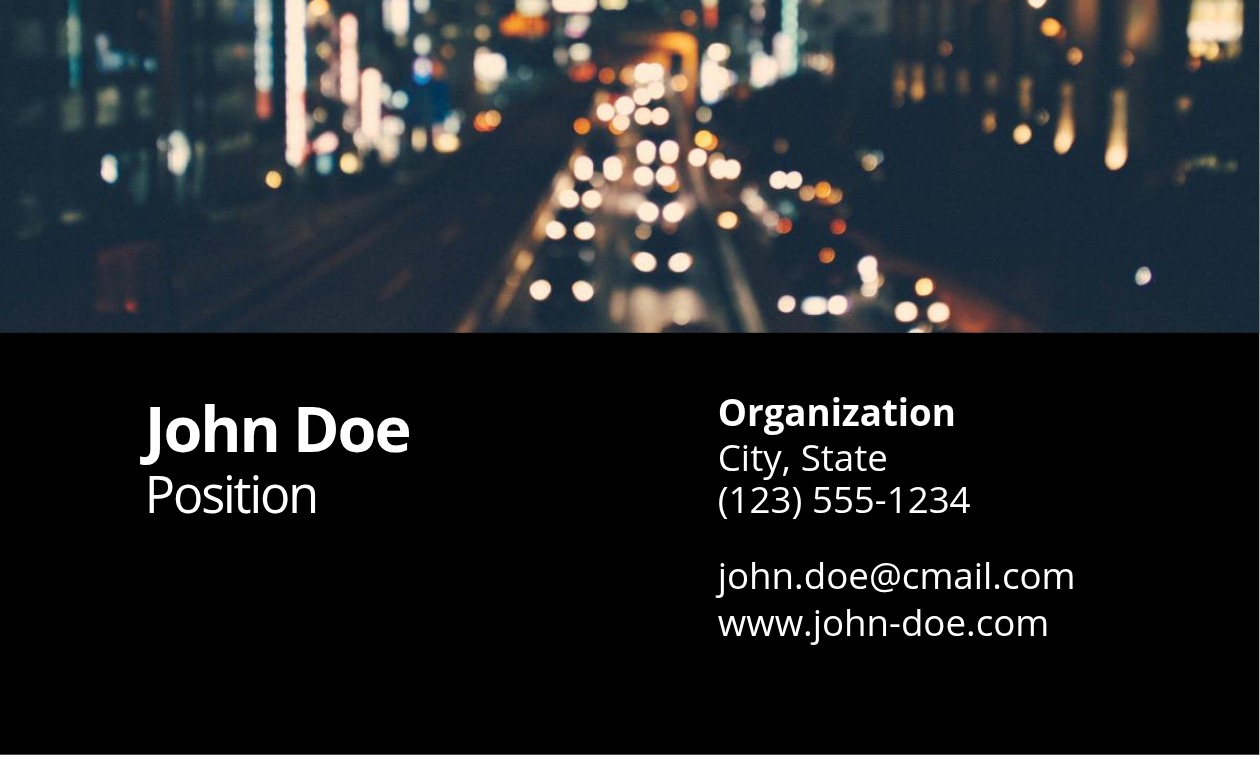 John Doe
Position
Organization
City, State
(123) 555-1234
john.doe@cmail.com
www.john-doe.com